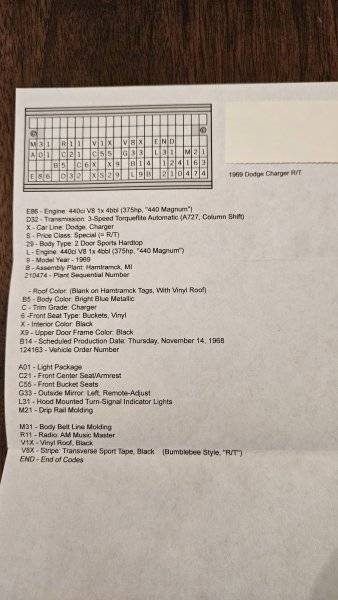 M31 R11 V1X V8X END
A01 C21 C55 G33 L31 M21
B5 C6X X9 B14 124163
E86 D32 XS29 L9B 210474
1969 Dodge Charger R/T
E86 - Engine: 440ci V8 1x 4bbl (375hp, "440 Magnum")
D32 - Transmission: 3-Speed Torqueflite Automatic (A727, Column Shift)
X - Car Line: Dodge, Charger
S - Price Class: Special (= R/T)
29 - Body Type: 2 Door Sports Hardtop
L - Engine: 440ci V8 1x 4bbl (375hp, "440 Magnum")
9 - Model Year - 1969
B - Assembly Plant: Hamtramck, MI
210474 - Plant Sequential Number
- Roof Color: (Blank on Hamtramck Tags, With Vinyl Roof)
B5 - Body Color: Bright Blue Metallic
C - Trim Grade: Charger
6 -Front Seat Type: Buckets, Vinyl
X - Interior Color: Black
X9 - Upper Door Frame Color: Black
B14 - Scheduled Production Date: Thursday, November 14, 1968
124163 - Vehicle Order Number
A01 - Light Package
C21 - Front Center Seat/Armrest
C55 - Front Bucket Seats
G33 - Outside Mirror: Left, Remote-Adjust
L31 - Hood Mounted Turn-Signal Indicator Lights
M21 - Drip Rail Molding
M31 - Body Belt Line Molding
R11 - Radio: AM Music Master
V1X - Vinyl Roof, Black
V8X - Stripe: Transverse Sport Tape, Black (Bumblebee Style, "R/T")
END - End of Codes